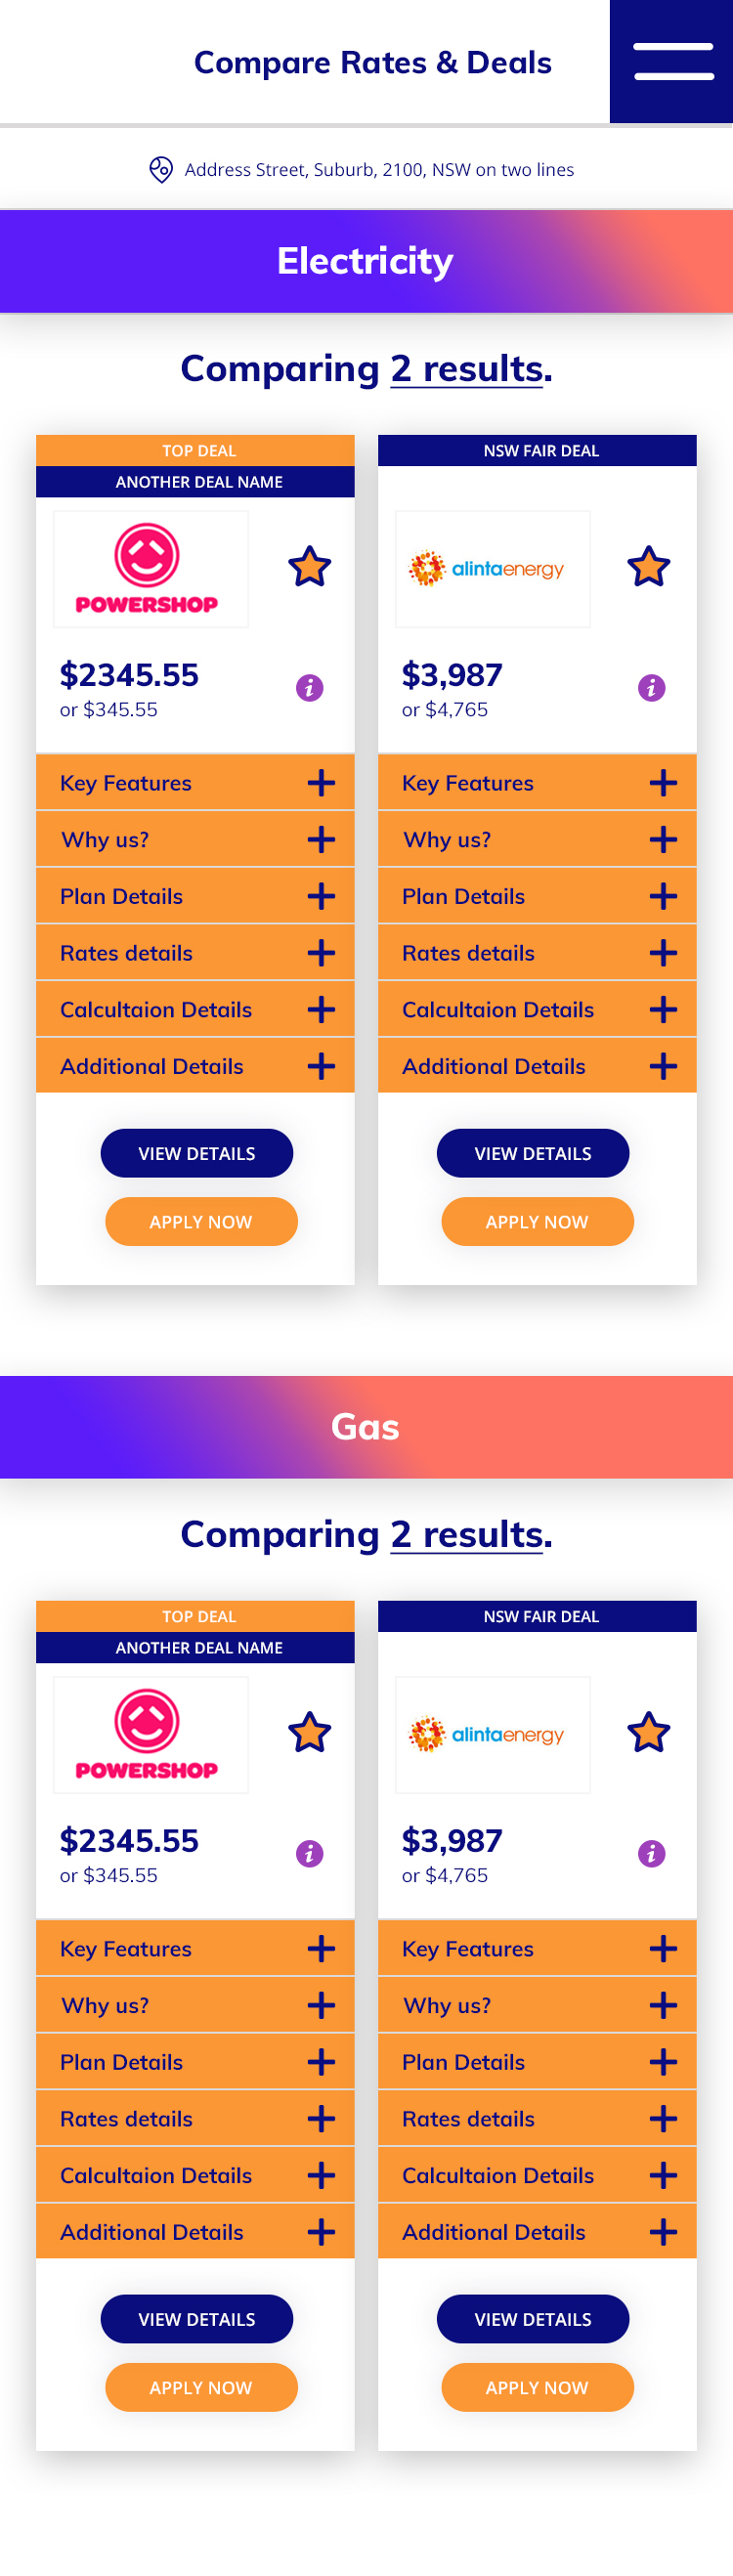 Compare Rates & Deals
Address Street, Suburb, 2100, NSW on two lines
Electricity
Comparing 2 results.
TOP DEAL
ANOTHER DEAL NAME
POWERSHOP
$2345.55
or $345.55
i
Key Features
Why us?
Plan Details
Rates details
Calcultaion Details
Additional Details
VIEW DETAILS
APPLY NOW
NSW FAIR DEAL
alintaenergy
$3,987
or $4,765
i
Key Features
Why us?
Plan Details
Rates details
Calcultaion Details
Additional Details
VIEW DETAILS
APPLY NOW
Gas
Comparing 2 results.
TOP DEAL
ANOTHER DEAL NAME
POWERSHOP
$2345.55
or $345.55
i
Key Features
Why us?
Plan Details
Rates details
Calcultaion Details
Additional Details
VIEW DETAILS
APPLY NOW
NSW FAIR DEAL
alintaenergy
$3,987
or $4,765
i
Key Features
Why us?
Plan Details
Rates details
Calcultaion Details
Additional Details
VIEW DETAILS
APPLY NOW